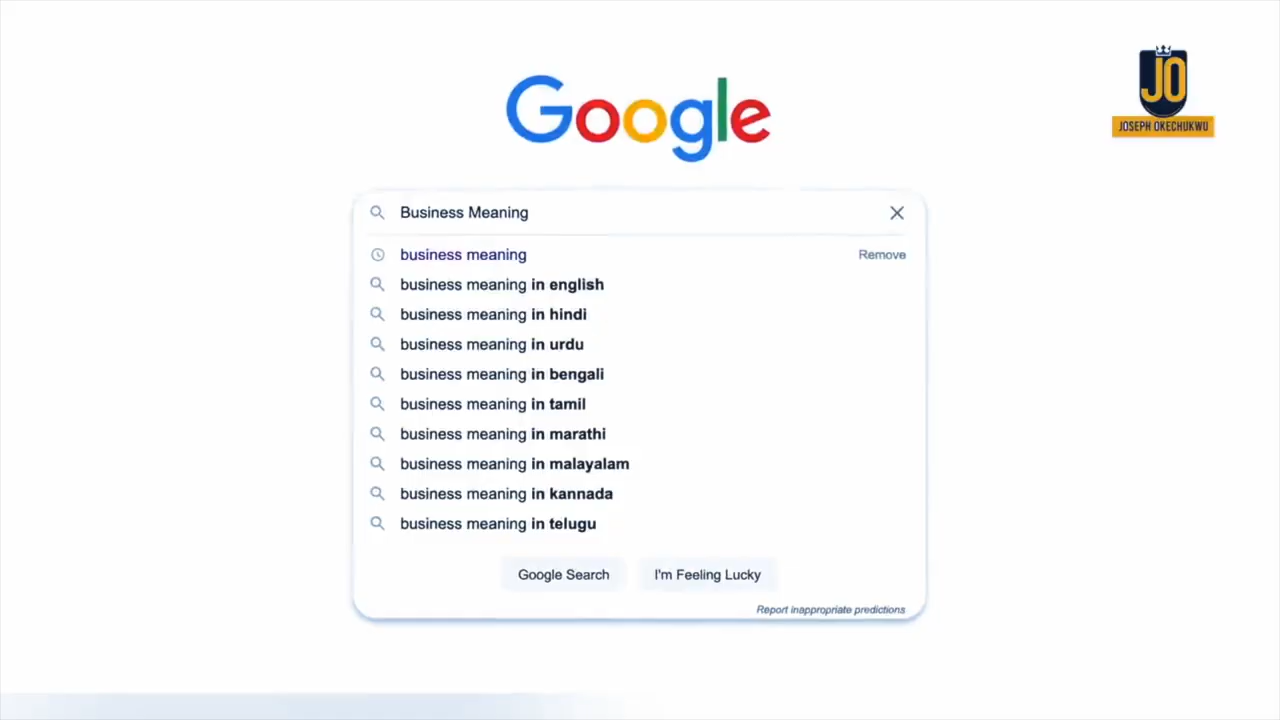 Google
JO
JOSEPH OKECHUKWU
Business Meaning
business meaning
Remove
business meaning in english
business meaning in hindi
business meaning in urdu
business meaning in bengali
business meaning in tamil
business meaning in marathi
business meaning in malayalam
business meaning in kannada
business meaning in telugu
Google Search
I'm Feeling Lucky
Report inappropriate predictions